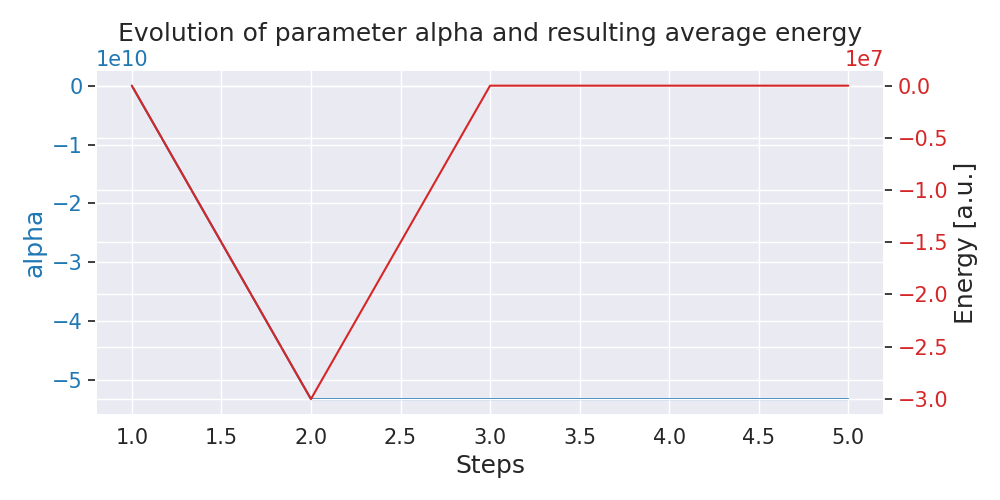 Evolution of parameter alpha and resulting average energy
1e10
1e7
0
−1
−2
−3
−4
−5
alpha
0.0
−0.5
−1.0
−1.5
−2.0
−2.5
−3.0
Energy [a.u.]
1.0 1.5 2.0 2.5 3.0 3.5 4.0 4.5 5.0
Steps